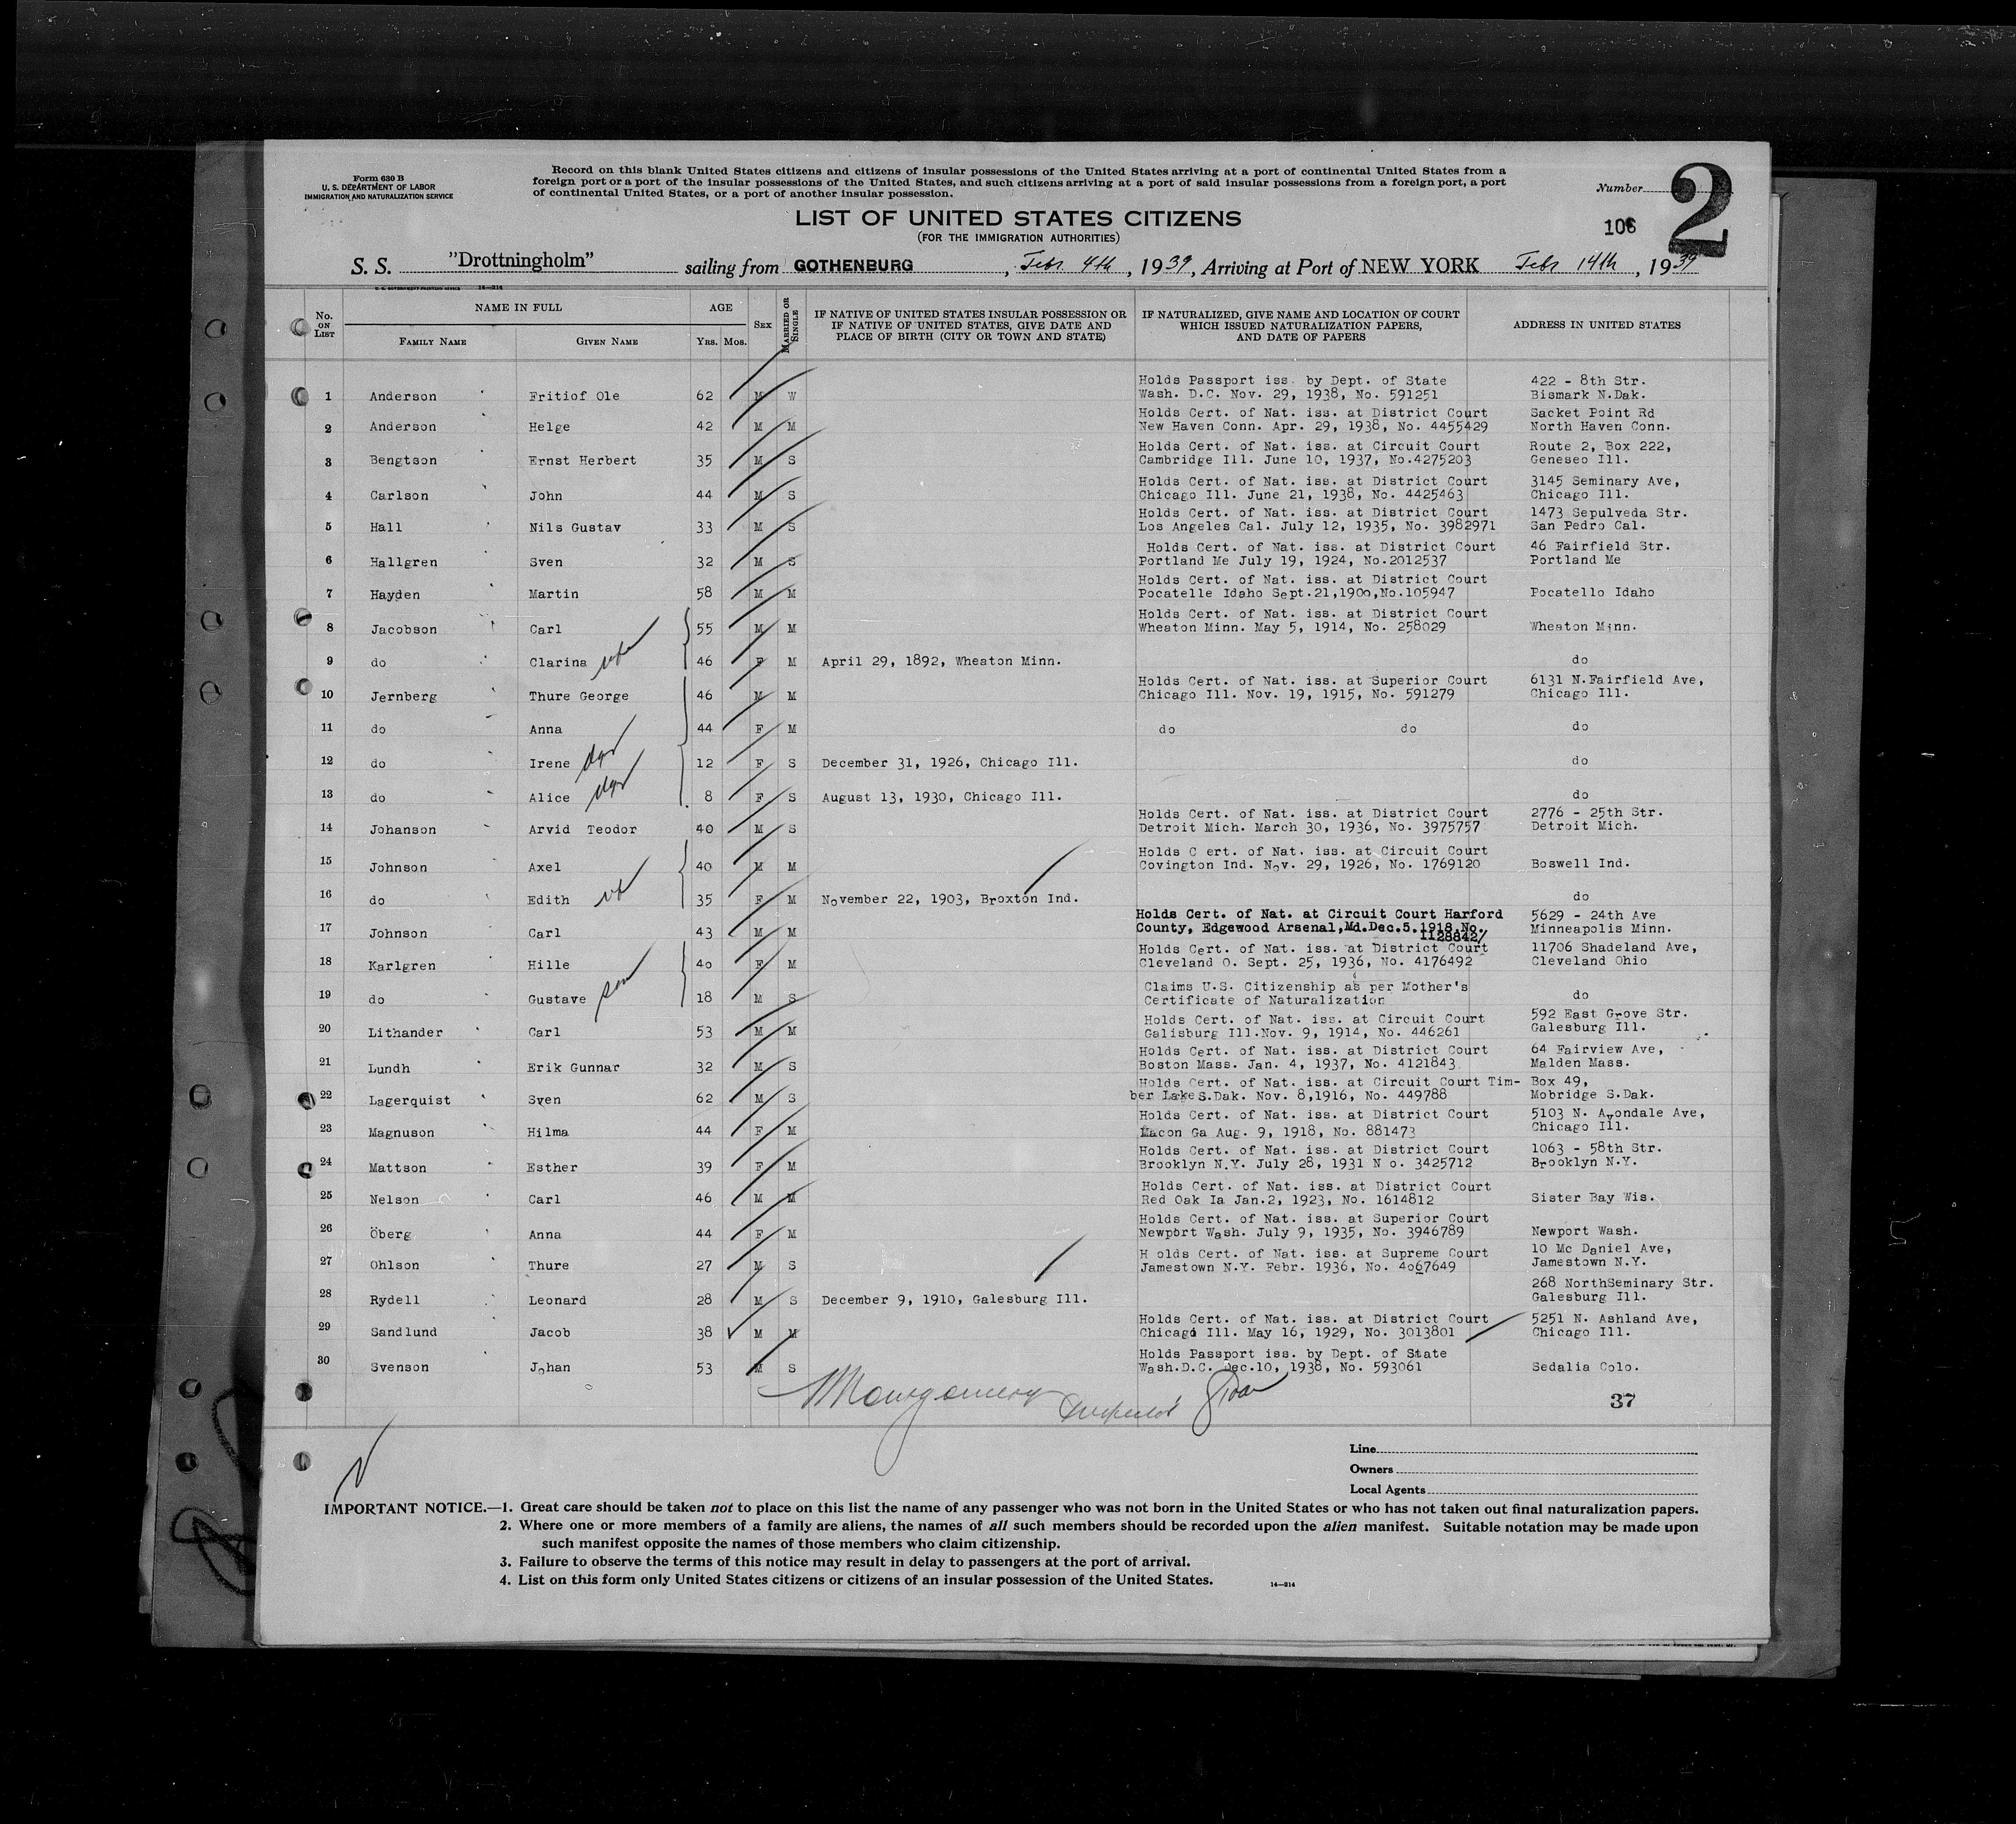 Form 630 B
U. S. DEPARTMENT OF LABOR
IMMIGRATION AND NATURALIZATION SERVICE
Record on this blank United States citizens and citizens of insular possessions of the United States arriving at a port of continental United States from a
foreign port or a port of the insular possessions of the United States, and such citizens arriving at a port of said insular possessions from a foreign port, a port
of continental United States, or a port of another insular possession.
Number 2
LIST OF UNITED STATES CITIZENS
(FOR THE IMMIGRATION AUTHORITIES)
106
S. S. "Drottningholm" sailing from GOTHENBURG, Febr 4th, 1939, Arriving at Port of NEW YORK Febr 14th, 1939
U. S. GOVERNMENT PRINTING OFFICE 14—214
No. ON LIST
NAME IN FULL
FAMILY NAME
GIVEN NAME
AGE
YRS. MOS.
SEX
MARRIED OR SINGLE
IF NATIVE OF UNITED STATES INSULAR POSSESSION OR
IF NATIVE OF UNITED STATES, GIVE DATE AND
PLACE OF BIRTH (CITY OR TOWN AND STATE)
IF NATURALIZED, GIVE NAME AND LOCATION OF COURT
WHICH ISSUED NATURALIZATION PAPERS,
AND DATE OF PAPERS
ADDRESS IN UNITED STATES
Holds Passport iss. by Dept. of State 422 - 8th Str.
1 Anderson Fritiof Ole 62 M W Wash. D.C. Nov. 29, 1938, No. 591251 Bismark N.Dak.
Holds Cert. of Nat. iss. at District Court Sacket Point Rd
2 Anderson Helge 42 M M New Haven Conn. Apr. 29, 1938, No. 4455429 North Haven Conn.
Holds Cert. of Nat. iss. at Circuit Court Route 2, Box 222,
3 Bengtson Ernst Herbert 35 M S Cambridge Ill. June 10, 1937, No.4275203 Geneseo Ill.
Holds Cert. of Nat. iss. at District Court 3145 Seminary Ave,
4 Carlson John 44 M S Chicago Ill. June 21, 1938, No. 4425463 Chicago Ill.
Holds Cert. of Nat. iss. at District Court 1473 Sepulveda Str.
5 Hall Nils Gustav 33 M S Los Angeles Cal. July 12, 1935, No. 3982971 San Pedro Cal.
Holds Cert. of Nat. iss. at District Court 46 Fairfield Str.
6 Hallgren Sven 32 M S Portland Me July 19, 1924, No.2012537 Portland Me
Holds Cert. of Nat. iss. at District Court
7 Hayden Martin 58 M M Pocatelle Idaho Sept.21,1900,No.105947 Pocatello Idaho
Holds Cert. of Nat. iss. at District Court
8 Jacobson Carl 55 M M Wheaton Minn. May 5, 1914, No. 258029 Wheaton Minn.
9 do Clarina wfe 46 F M April 29, 1892, Wheaton Minn. do
Holds Cert. of Nat. iss. at Superior Court 6131 N.Fairfield Ave,
10 Jernberg Thure George 46 M M Chicago Ill. Nov. 19, 1915, No. 591279 Chicago Ill.
11 do Anna 44 F M do do do
12 do Irene dgr 12 F S December 31, 1926, Chicago Ill. do
13 do Alice dgr 8 F S August 13, 1930, Chicago Ill. do
Holds Cert. of Nat. iss. at District Court 2776 - 25th Str.
14 Johanson Arvid Teodor 40 M S Detroit Mich. March 30, 1936, No. 3975757 Detroit Mich.
Holds C ert. of Nat. iss. at Circuit Court
15 Johnson Axel 40 M M Covington Ind. Nov. 29, 1926, No. 1769120 Boswell Ind.
16 do Edith wf 35 F M November 22, 1903, Broxton Ind. do
Holds Cert. of Nat. at Circuit Court Harford 5629 - 24th Ave
17 Johnson Carl 43 M M County, Edgewood Arsenal,Md.Dec.5.1918,No. Minneapolis Minn.
1128842/
Holds Cert. of Nat. iss. at District Court 11706 Shadeland Ave,
18 Karlgren Hille 40 F M Cleveland O. Sept. 25, 1936, No. 4176492 Cleveland Ohio
Claims U.S. Citizenship as per Mother's
19 do Gustave son 18 M S Certificate of Naturalization do
Holds Cert. of Nat. iss. at Circuit Court 592 East Grove Str.
20 Lithander Carl 53 M M Galisburg Ill.Nov. 9, 1914, No. 446261 Galesburg Ill.
Holds Cert. of Nat. iss. at District Court 64 Fairview Ave,
21 Lundh Erik Gunnar 32 M S Boston Mass. Jan. 4, 1937, No. 4121843 Malden Mass.
Holds Cert. of Nat. iss. at Circuit Court Tim- Box 49,
22 Lagerquist Sven 62 M S ber Lake S.Dak. Nov. 8,1916, No. 449788 Mobridge S.Dak.
Holds Cert. of Nat. iss. at District Court 5103 N. Avondale Ave,
23 Magnuson Hilma 44 F M Macon Ga Aug. 9, 1918, No. 881473 Chicago Ill.
Holds Cert. of Nat. iss. at District Court 1063 - 58th Str.
24 Mattson Esther 39 F M Brooklyn N.Y. July 28, 1931 N o. 3425712 Brooklyn N.Y.
Holds Cert. of Nat. iss. at District Court
25 Nelson Carl 46 M M Red Oak Ia Jan.2, 1923, No. 1614812 Sister Bay Wis.
Holds Cert. of Nat. iss. at Superior Court
26 Öberg Anna 44 F M Newport Wash. July 9, 1935, No. 3946789 Newport Wash.
H olds Cert. of Nat. iss. at Supreme Court 10 Mc Daniel Ave,
27 Ohlson Thure 27 M S Jamestown N.Y. Febr. 1936, No. 4067649 Jamestown N.Y.
268 NorthSeminary Str.
28 Rydell Leonard 28 M S December 9, 1910, Galesburg Ill. Galesburg Ill.
Holds Cert. of Nat. iss. at District Court 5251 N. Ashland Ave,
29 Sandlund Jacob 38 M M Chicago Ill. May 16, 1929, No. 3013801 Chicago Ill.
Holds Passport iss. by Dept. of State
30 Svenson Johan 53 M S Wash.D.C. Dec.10, 1938, No. 593061 Sedalia Colo.
Montgomery
37
Line
Owners
Local Agents
IMPORTANT NOTICE.—1. Great care should be taken not to place on this list the name of any passenger who was not born in the United States or who has not taken out final naturalization papers.
2. Where one or more members of a family are aliens, the names of all such members should be recorded upon the alien manifest. Suitable notation may be made upon
such manifest opposite the names of those members who claim citizenship.
3. Failure to observe the terms of this notice may result in delay to passengers at the port of arrival.
4. List on this form only United States citizens or citizens of an insular possession of the United States.
14—214